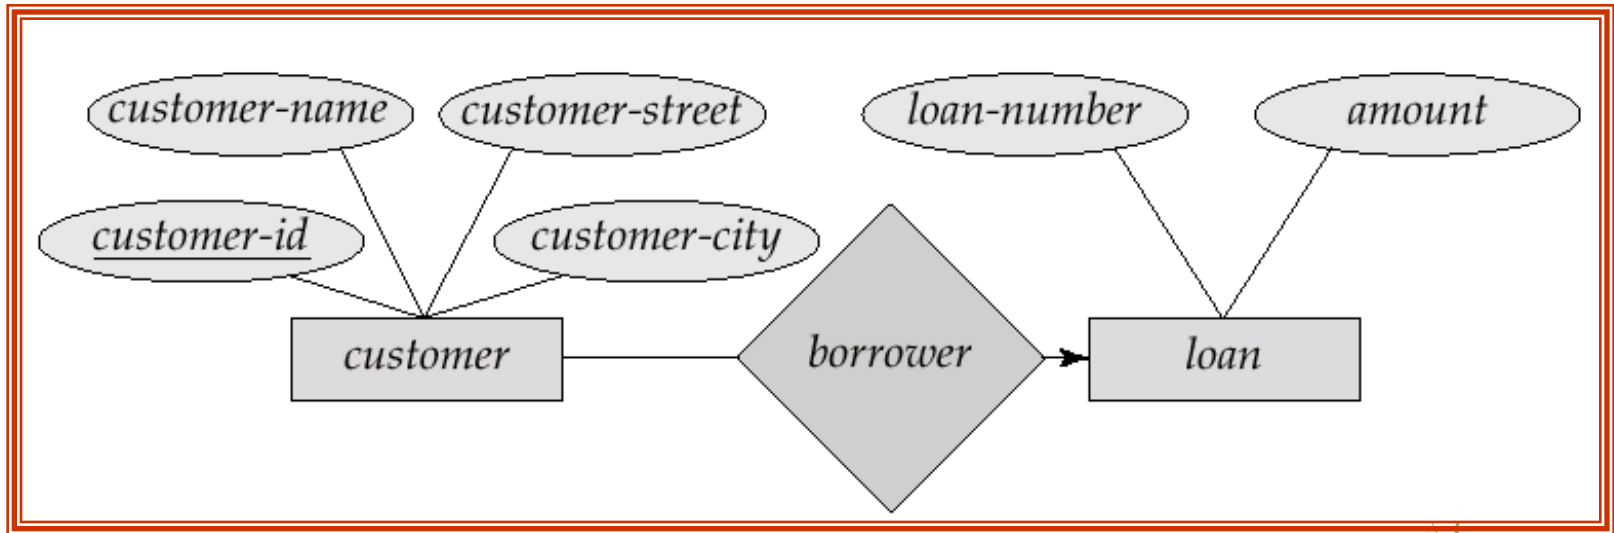 customer-name
customer-street
loan-number
amount
customer-id
customer-city
customer
borrower
loan